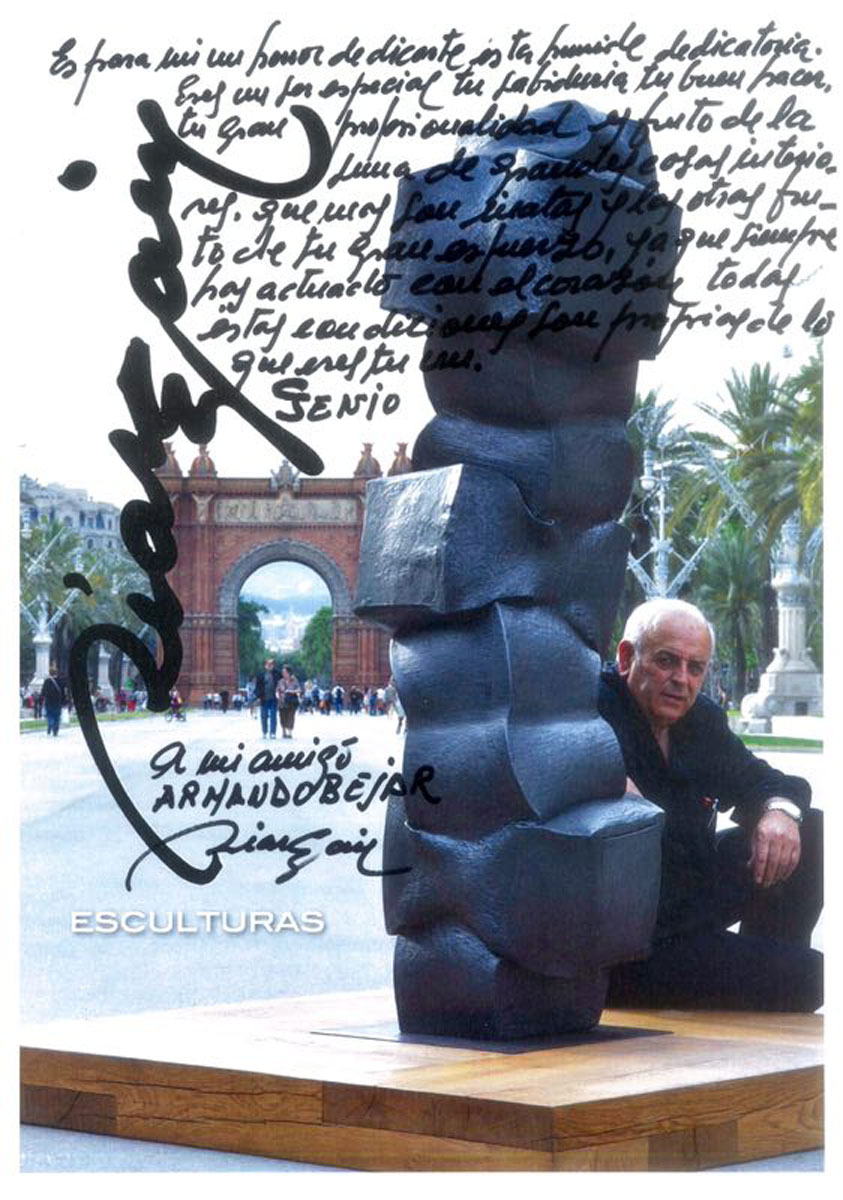 Es para mi un honor dedicarte esta humilde dedicatoria.
Eres un ser especial tu sabiduria tu buen hacer,
tu gran profesionalidad y fruto de la
suma de grandes cosas interio-
res. que unas son inatas y las otras fru-
to de tu gran esfuerzo, ya que siempre
has actuado con el corazón todas
estas condiciones son propias de lo
que eres tu un.
GENIO
A mi amigo
ARMANDO BEJAR
ESCULTURAS